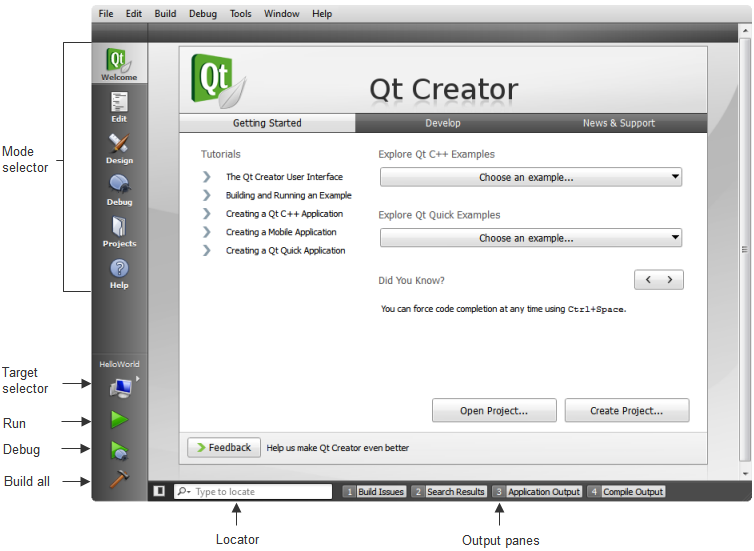 File Edit Build Debug Tools Window Help
Mode
selector
Qt
Welcome
Edit
Design
Debug
Projects
Help
Qt
Qt Creator
Getting Started
Develop
News & Support
Tutorials
The Qt Creator User Interface
Building and Running an Example
Creating a Qt C++ Application
Creating a Mobile Application
Creating a Qt Quick Application
Explore Qt C++ Examples
Choose an example...
Explore Qt Quick Examples
Choose an example...
Did You Know?
You can force code completion at any time using Ctrl+Space.
Open Project...
Create Project...
Feedback
Help us make Qt Creator even better
HelloWorld
Target
selector
Run
Debug
Build all
Type to locate
1 Build Issues
2 Search Results
3 Application Output
4 Compile Output
Locator
Output panes